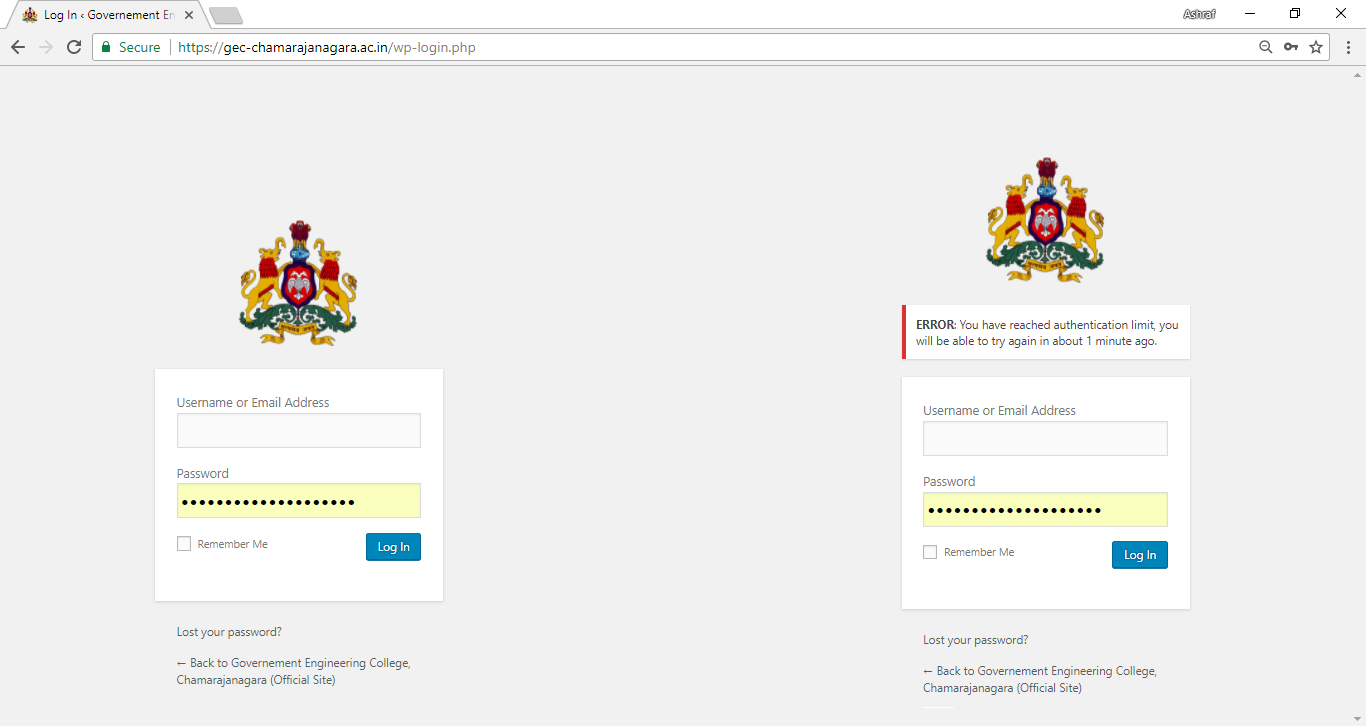 Log In ‹ Governement En
Ashraf
Secure
https://gec-chamarajanagara.ac.in/wp-login.php
Username or Email Address
Password
••••••••••••••••••••
Remember Me
Log In
Lost your password?
← Back to Governement Engineering College,
Chamarajanagara (Official Site)
ERROR: You have reached authentication limit, you
will be able to try again in about 1 minute ago.
Username or Email Address
Password
••••••••••••••••••••
Remember Me
Log In
Lost your password?
← Back to Governement Engineering College,
Chamarajanagara (Official Site)